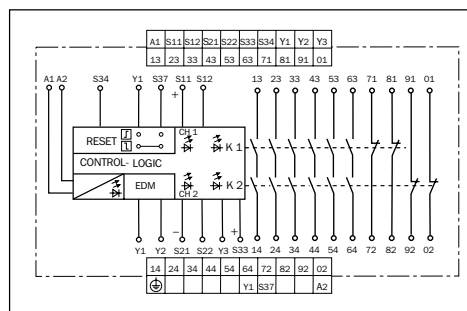 A1 S11 S12 S21 S22 S33 S34 Y1 Y2 Y3
13 23 33 43 53 63 71 81 91 01
A1 A2 S34 Y1 S37 S11 S12 13 23 33 43 53 63 71 81 91 01
+
RESET CH 1 K 1
CONTROL- LOGIC
EDM CH 2 K 2
− +
Y1 Y2 S21 S22 Y3 S33 14 24 34 44 54 64 72 82 92 02
14 24 34 44 54 64 72 82 92 02
Y1 S37 A2